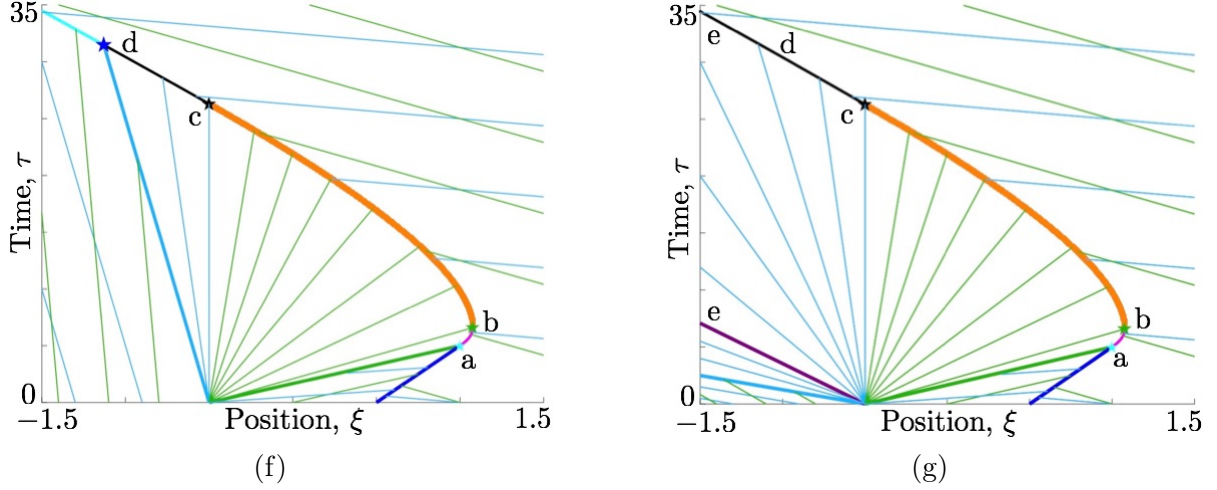 35
d
c
Time, τ
b
a
0
−1.5
Position, ξ
1.5
(f)
35
e
d
c
Time, τ
e
b
a
0
−1.5
Position, ξ
1.5
(g)